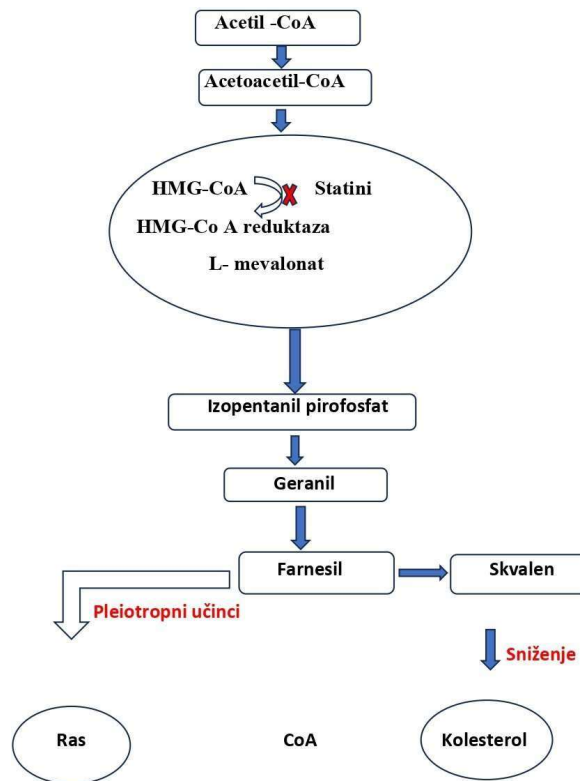 Acetil -CoA
Acetoacetil-CoA
HMG-CoA Statini
HMG-Co A reduktaza
L- mevalonat
Izopentanil pirofosfat
Geranil
Farnesil Skvalen
Pleiotropni učinci
Sniženje
Ras CoA Kolesterol